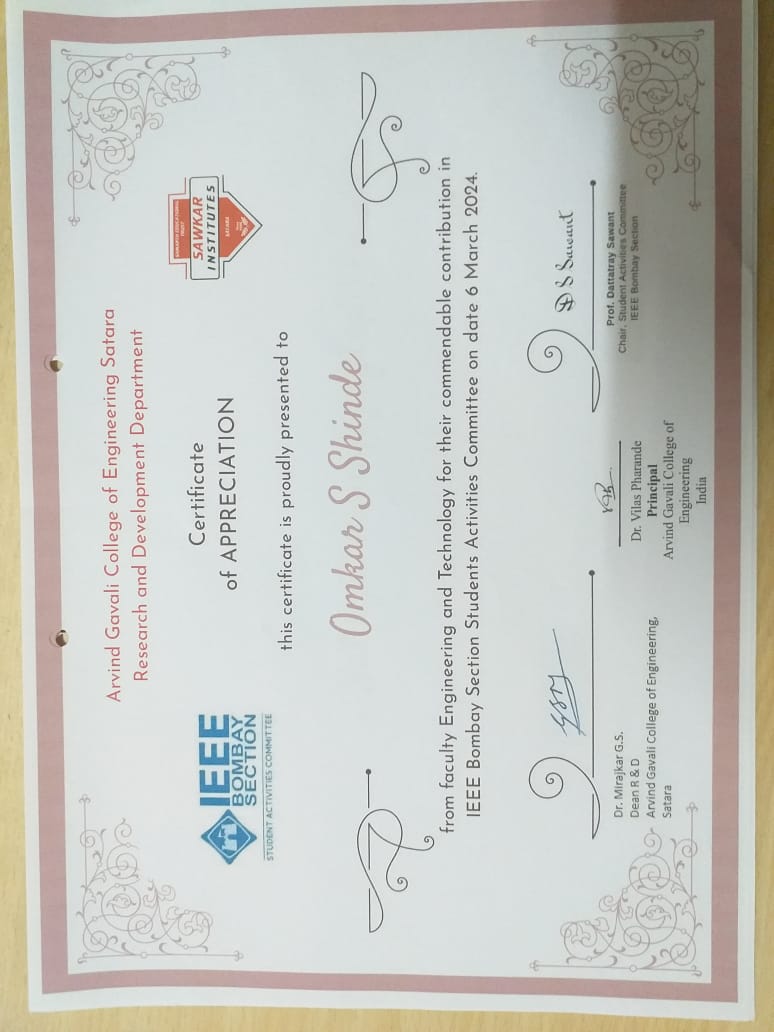 Arvind Gavali College of Engineering Satara
Research and Development Department
IEEE
BOMBAY
SECTION
STUDENT ACTIVITIES COMMITTEE
Certificate
of APPRECIATION
SAWKAR
INSTITUTES
SATARA
this certificate is proudly presented to
Omkar S Shinde
from faculty Engineering and Technology for their commendable contribution in
IEEE Bombay Section Students Activities Committee on date 6 March 2024.
Dr. Mirajkar G.S.
Dean R & D
Arvind Gavali College of Engineering,
Satara
Dr. Vilas Pharande
Principal
Arvind Gavali College of
Engineering
India
D S Sawant
Prof. Dattatray Sawant
Chair, Student Activities Committee
IEEE Bombay Section